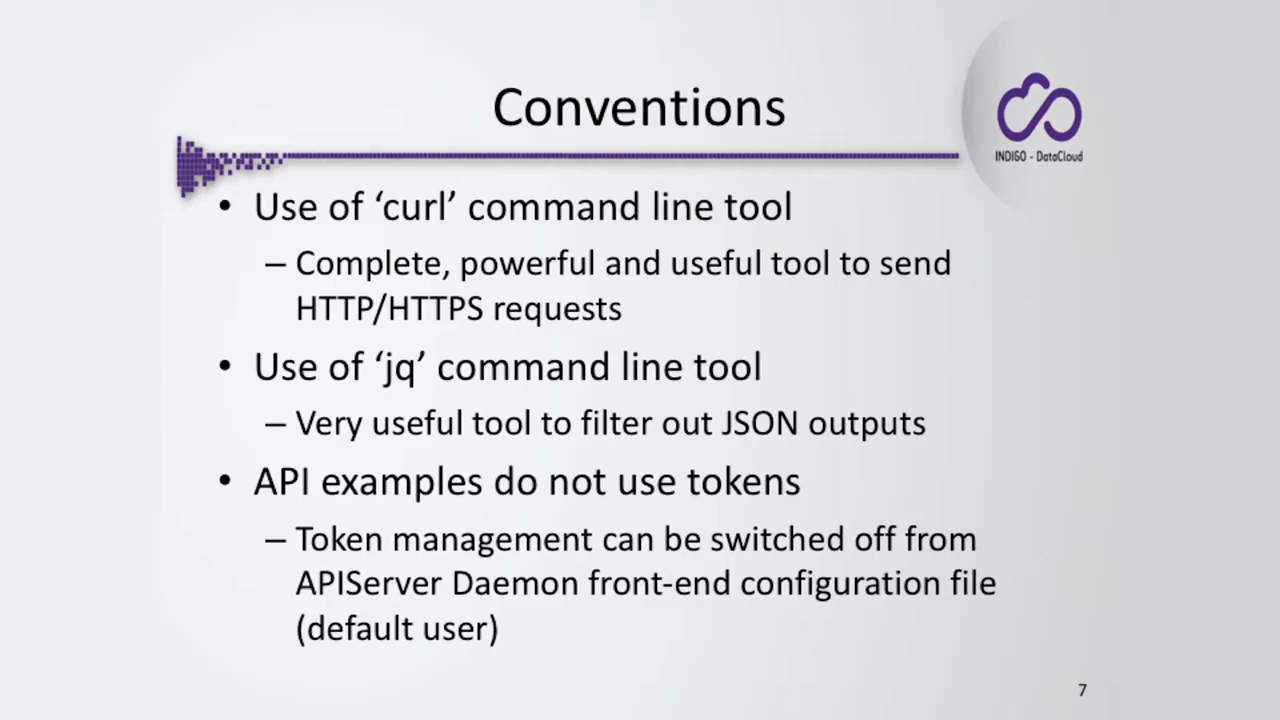 Conventions
INDIGO - DataCloud
• Use of ‘curl’ command line tool
– Complete, powerful and useful tool to send
HTTP/HTTPS requests
• Use of ‘jq’ command line tool
– Very useful tool to filter out JSON outputs
• API examples do not use tokens
– Token management can be switched off from
APIServer Daemon front-end configuration file
(default user)
7